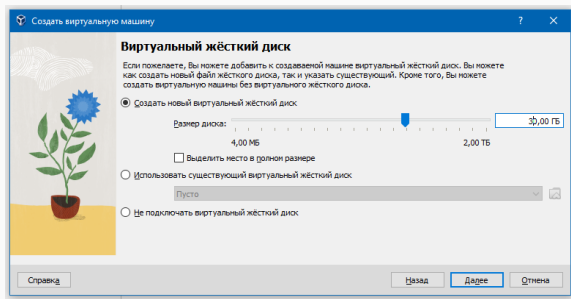 Создать виртуальную машину
Виртуальный жёсткий диск
Если пожелаете, Вы можете добавить к создаваемой машине виртуальный жёсткий диск. Вы можете
как создать новый файл жёсткого диска, так и указать существующий. Кроме того, Вы можете
создать виртуальную машины без виртуального жёсткого диска.
Создать новый виртуальный жёсткий диск
Размер диска:
30,00 ГБ
4,00 МБ 2,00 ТБ
Выделить место в полном размере
Использовать существующий виртуальный жёсткий диск
Пусто
Не подключать виртуальный жёсткий диск
Справка Назад Далее Отмена